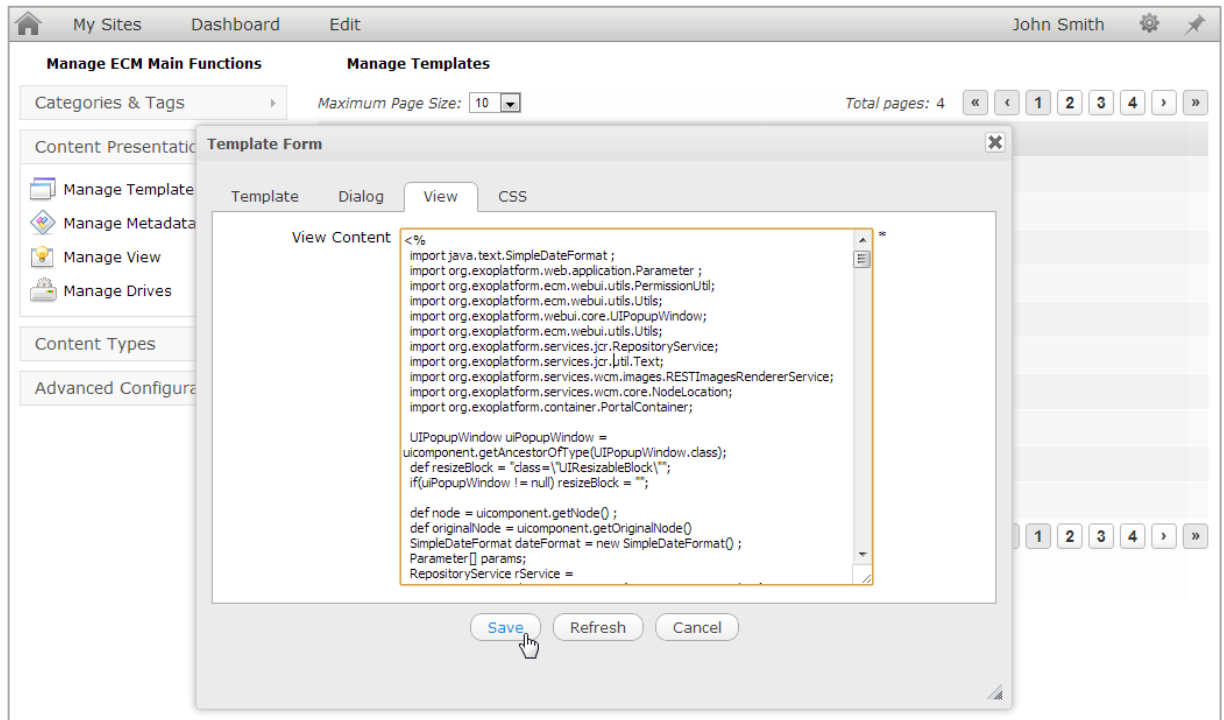 My Sites Dashboard Edit John Smith
Manage ECM Main Functions Manage Templates
Categories & Tags Maximum Page Size: 10 Total pages: 4 « ‹ 1 2 3 4 › »
Content Presentatio Template Form
Manage Template Template Dialog View CSS
Manage Metadata
Manage View
Manage Drives
Content Types
Advanced Configura
View Content *
<%
import java.text.SimpleDateFormat ;
import org.exoplatform.web.application.Parameter ;
import org.exoplatform.ecm.webui.utils.PermissionUtil;
import org.exoplatform.ecm.webui.utils.Utils;
import org.exoplatform.webui.core.UIPopupWindow;
import org.exoplatform.ecm.webui.utils.Utils;
import org.exoplatform.services.jcr.RepositoryService;
import org.exoplatform.services.jcr.util.Text;
import org.exoplatform.services.wcm.images.RESTImagesRendererService;
import org.exoplatform.services.wcm.core.NodeLocation;
import org.exoplatform.container.PortalContainer;
UIPopupWindow uiPopupWindow =
uicomponent.getAncestorOfType(UIPopupWindow.class);
def resizeBlock = "class=\"UIResizableBlock\"";
if(uiPopupWindow != null) resizeBlock = "";
def node = uicomponent.getNode() ;
def originalNode = uicomponent.getOriginalNode()
SimpleDateFormat dateFormat = new SimpleDateFormat() ;
Parameter[] params;
RepositoryService rService =
1 2 3 4 › »
Save Refresh Cancel